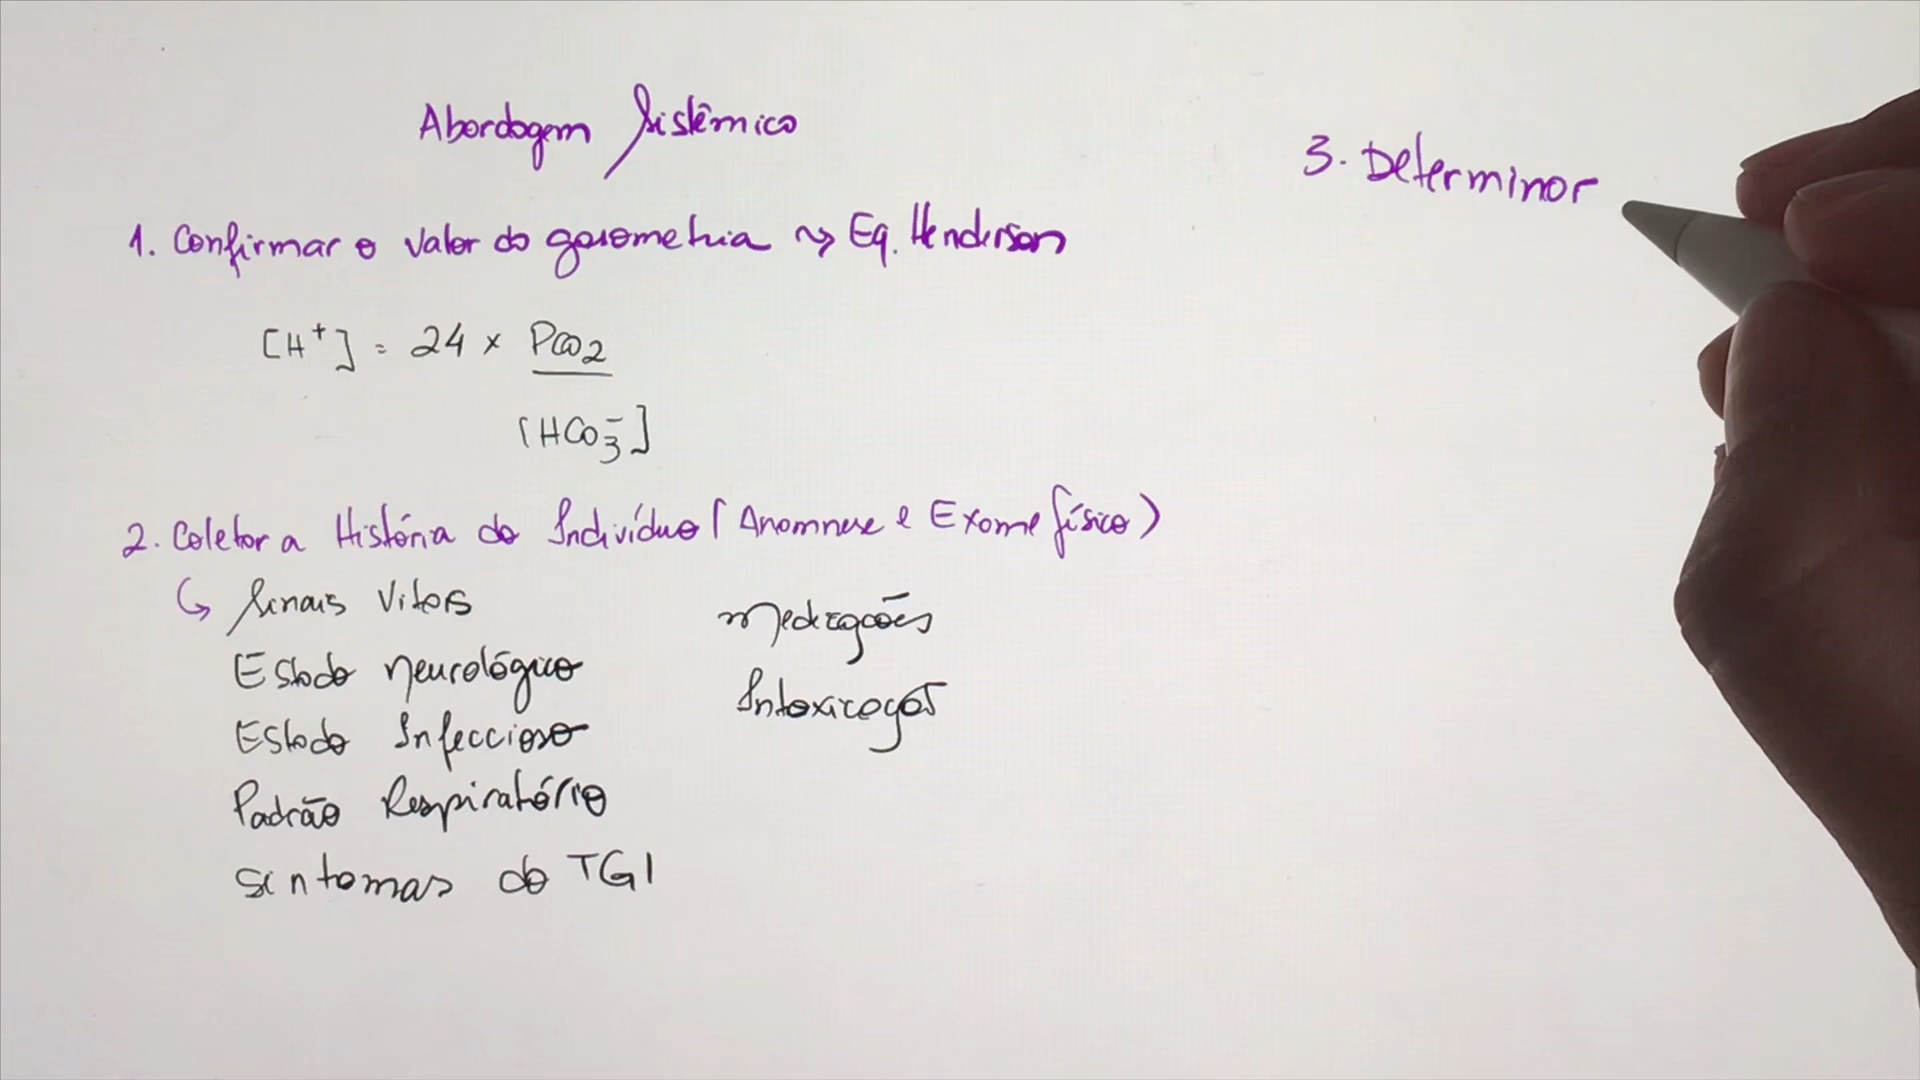 Abordagem Sistêmica
1. Confirmar o valor da gasometria ⇝ Eq. Henderson
[H⁺] = 24 × PCO2
[HCO3⁻]
2. Coletar a História do Indivíduo (Anamnese e Exame físico)
↪ Sinais Vitais
Estado neurológico
Estado Infeccioso
Padrão Respiratório
Sintomas do TGI
Medicações
Intoxicação
3. Determinar